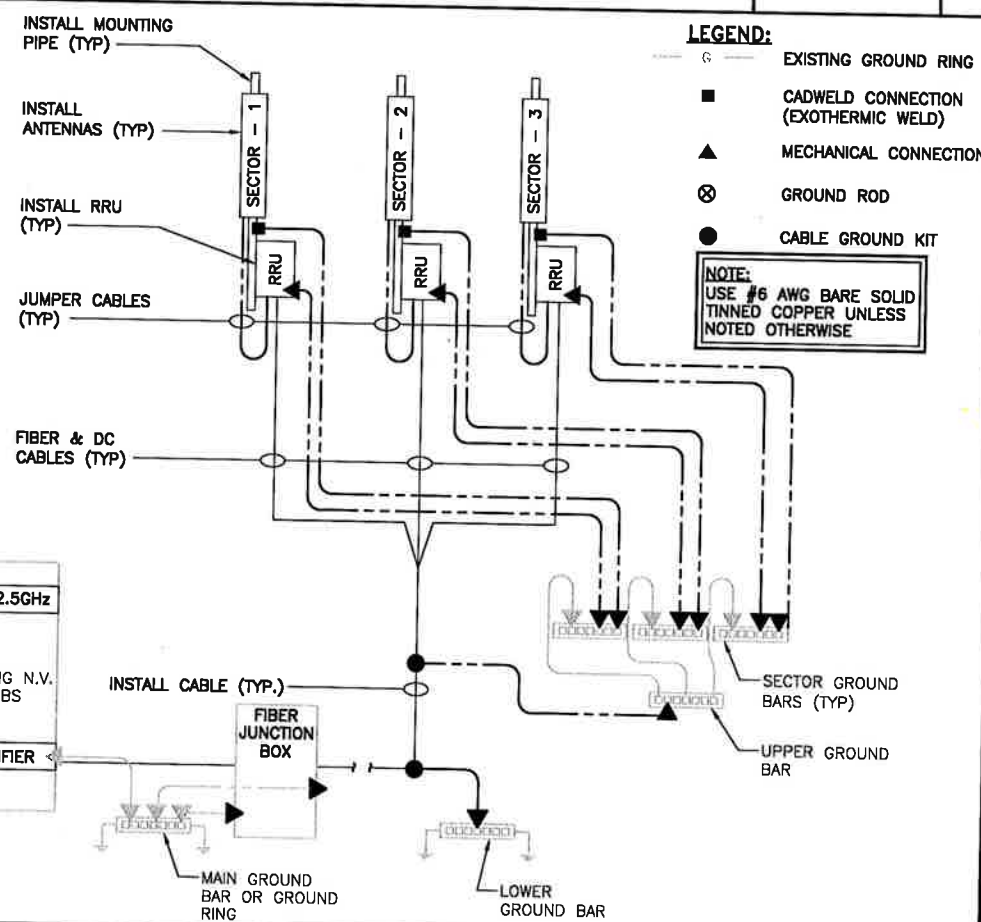 INSTALL MOUNTING
PIPE (TYP)
INSTALL
ANTENNAS (TYP)
INSTALL RRU
(TYP)
JUMPER CABLES
(TYP)
FIBER & DC
CABLES (TYP)
SECTOR - 1
SECTOR - 2
SECTOR - 3
RRU
RRU
RRU
LEGEND:
G
EXISTING GROUND RING
CADWELD CONNECTION
(EXOTHERMIC WELD)
MECHANICAL CONNECTION
GROUND ROD
CABLE GROUND KIT
NOTE:
USE #6 AWG BARE SOLID
TINNED COPPER UNLESS
NOTED OTHERWISE
2.5GHz
N.V.
BS
IFIER
INSTALL CABLE (TYP.)
FIBER
JUNCTION
BOX
SECTOR GROUND
BARS (TYP)
UPPER GROUND
BAR
MAIN GROUND
BAR OR GROUND
RING
LOWER
GROUND BAR